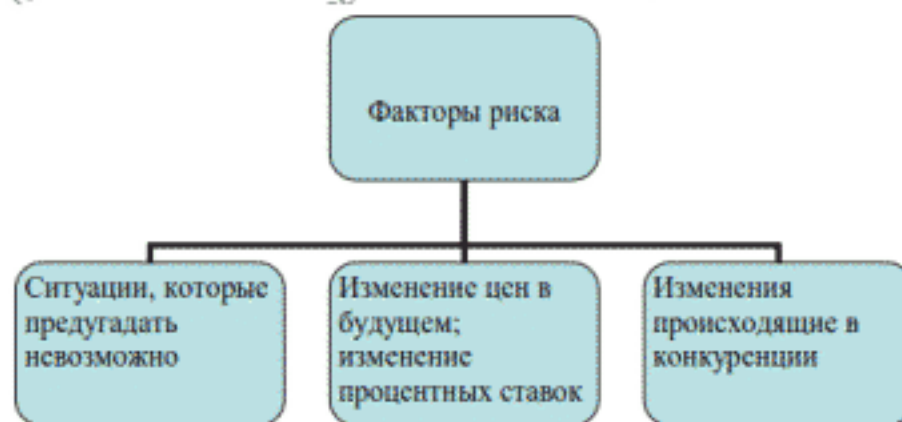 Факторы риска
Ситуации, которые
предугадать
невозможно
Изменение цен в
будущем;
изменение
процентных ставок
Изменения
происходящие в
конкуренции